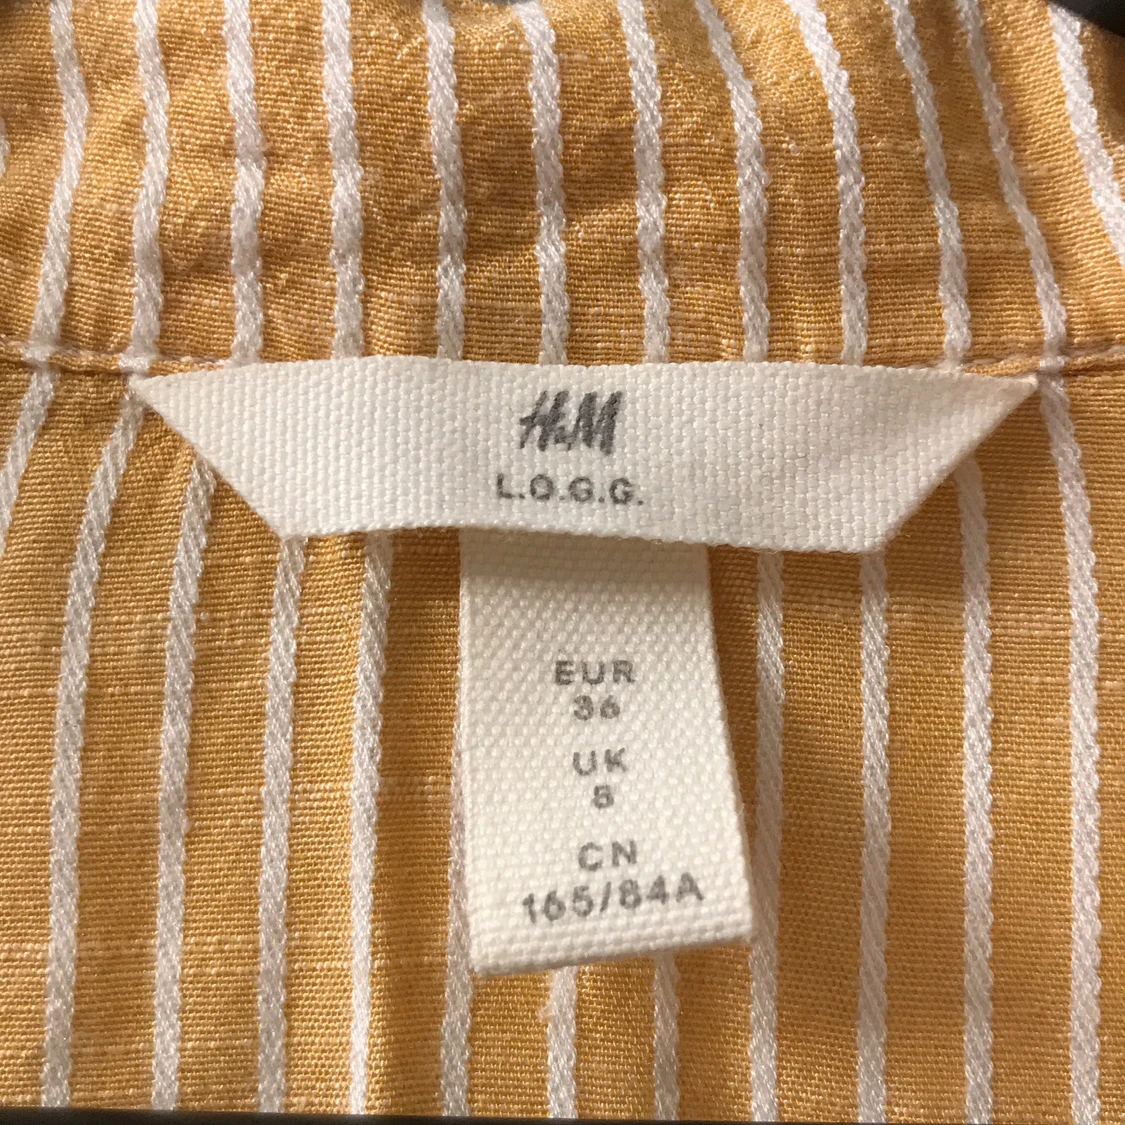 H&M
L.O.G.G.
EUR
36
UK
8
CN
165/84A